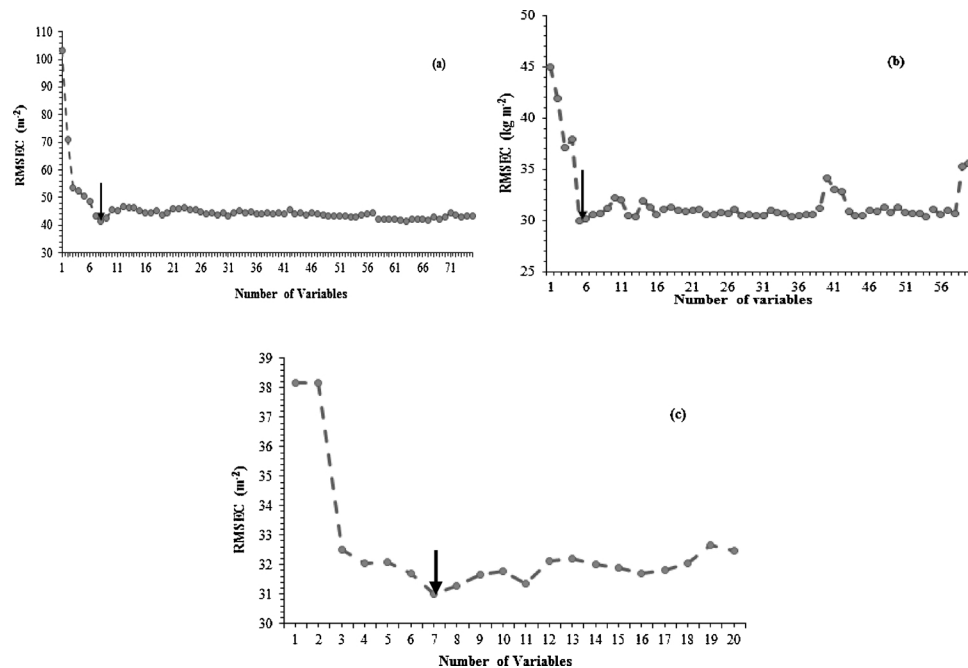 (a)
RMSEC (m-2)
110
100
90
80
70
60
50
40
30
1 6 11 16 21 26 31 36 41 46 51 56 61 66 71
Number of Variables
(b)
RMSEC (kg m-2)
50
45
40
35
30
25
1 6 11 16 21 26 31 36 41 46 51 56
Number of variables
(c)
RMSEC (m-2)
39
38
37
36
35
34
33
32
31
30
1 2 3 4 5 6 7 8 9 10 11 12 13 14 15 16 17 18 19 20
Number of Variables